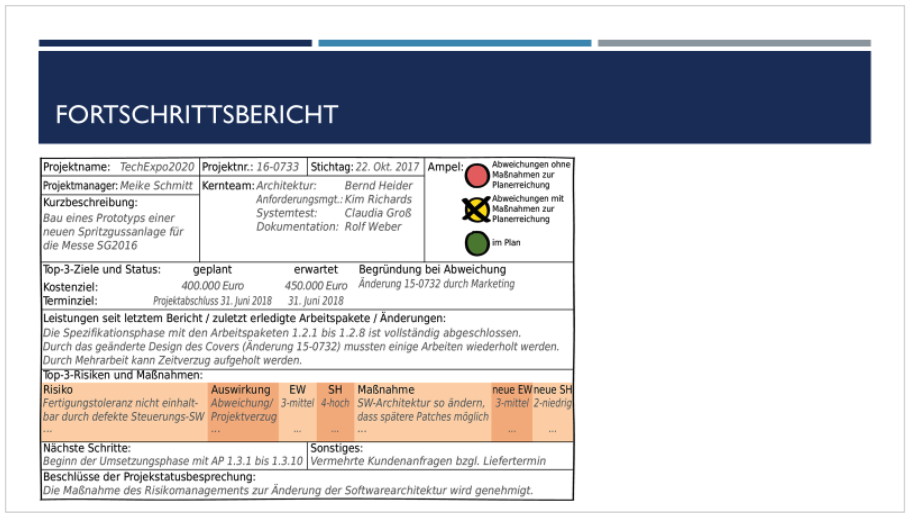 FORTSCHRITTSBERICHT
Projektname: TechExpo2020 Projektnr.: 16-0733 Stichtag: 22. Okt. 2017 Ampel:
Abweichungen ohne
Maßnahmen zur
Planerreichung
Abweichungen mit
Maßnahmen zur
Planerreichung
im Plan
Projektmanager: Meike Schmitt
Kurzbeschreibung:
Bau eines Prototyps einer
neuen Spritzgussanlage für
die Messe SG2016
Kernteam: Architektur: Bernd Heider
Anforderungsmgt.: Kim Richards
Systemtest: Claudia Groß
Dokumentation: Rolf Weber
Top-3-Ziele und Status: geplant erwartet Begründung bei Abweichung
Kostenziel: 400.000 Euro 450.000 Euro Änderung 15-0732 durch Marketing
Terminziel: Projektabschluss 31. Juni 2018 31. Juni 2018
Leistungen seit letztem Bericht / zuletzt erledigte Arbeitspakete / Änderungen:
Die Spezifikationsphase mit den Arbeitspaketen 1.2.1 bis 1.2.8 ist vollständig abgeschlossen.
Durch das geänderte Design des Covers (Änderung 15-0732) mussten einige Arbeiten wiederholt werden.
Durch Mehrarbeit kann Zeitverzug aufgeholt werden.
Top-3-Risiken und Maßnahmen:
Risiko Auswirkung EW SH Maßnahme neue EW neue SH
Fertigungstoleranz nicht einhalt- Abweichung/ 3-mittel 4-hoch SW-Architektur so ändern, 3-mittel 2-niedrig
bar durch defekte Steuerungs-SW Projektverzug dass spätere Patches möglich
... ... ... ... ... ... ...
Nächste Schritte:
Beginn der Umsetzungsphase mit AP 1.3.1 bis 1.3.10
Sonstiges:
Vermehrte Kundenanfragen bzgl. Liefertermin
Beschlüsse der Projekstatusbesprechung:
Die Maßnahme des Risikomanagements zur Änderung der Softwarearchitektur wird genehmigt.